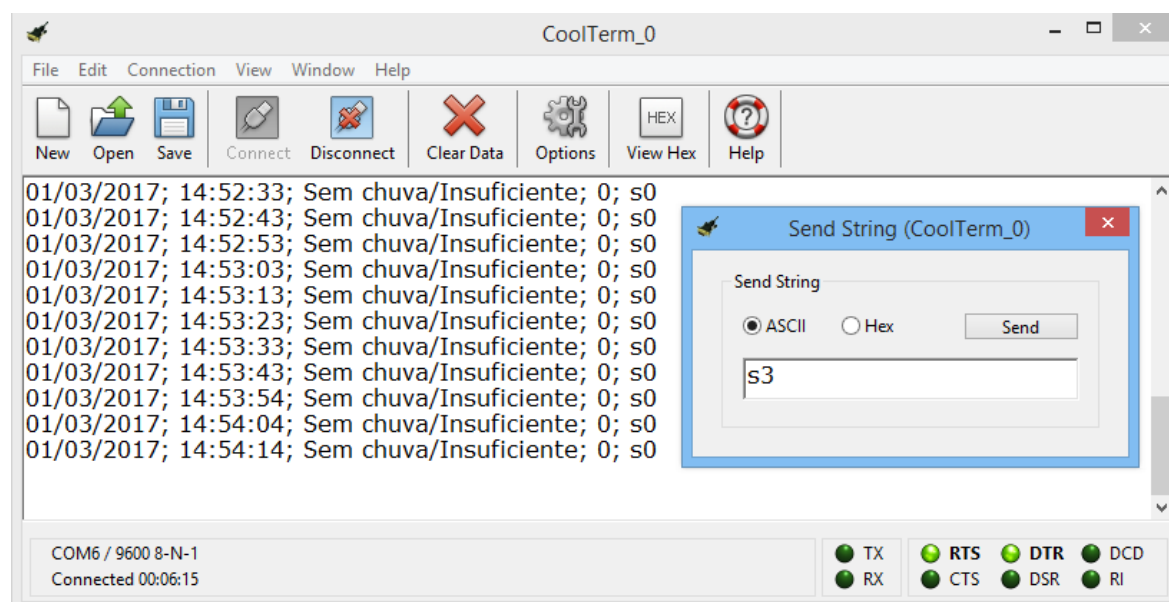 CoolTerm_0
File Edit Connection View Window Help
HEX
New Open Save Connect Disconnect Clear Data Options View Hex Help
01/03/2017; 14:52:33; Sem chuva/Insuficiente; 0; s0
01/03/2017; 14:52:43; Sem chuva/Insuficiente; 0; s0
01/03/2017; 14:52:53; Sem chuva/Insuficiente; 0; s0
01/03/2017; 14:53:03; Sem chuva/Insuficiente; 0; s0
01/03/2017; 14:53:13; Sem chuva/Insuficiente; 0; s0
01/03/2017; 14:53:23; Sem chuva/Insuficiente; 0; s0
01/03/2017; 14:53:33; Sem chuva/Insuficiente; 0; s0
01/03/2017; 14:53:43; Sem chuva/Insuficiente; 0; s0
01/03/2017; 14:53:54; Sem chuva/Insuficiente; 0; s0
01/03/2017; 14:54:04; Sem chuva/Insuficiente; 0; s0
01/03/2017; 14:54:14; Sem chuva/Insuficiente; 0; s0
Send String (CoolTerm_0)
Send String
ASCII Hex Send
s3
COM6 / 9600 8-N-1
Connected 00:06:15
TX RTS DTR DCD
RX CTS DSR RI